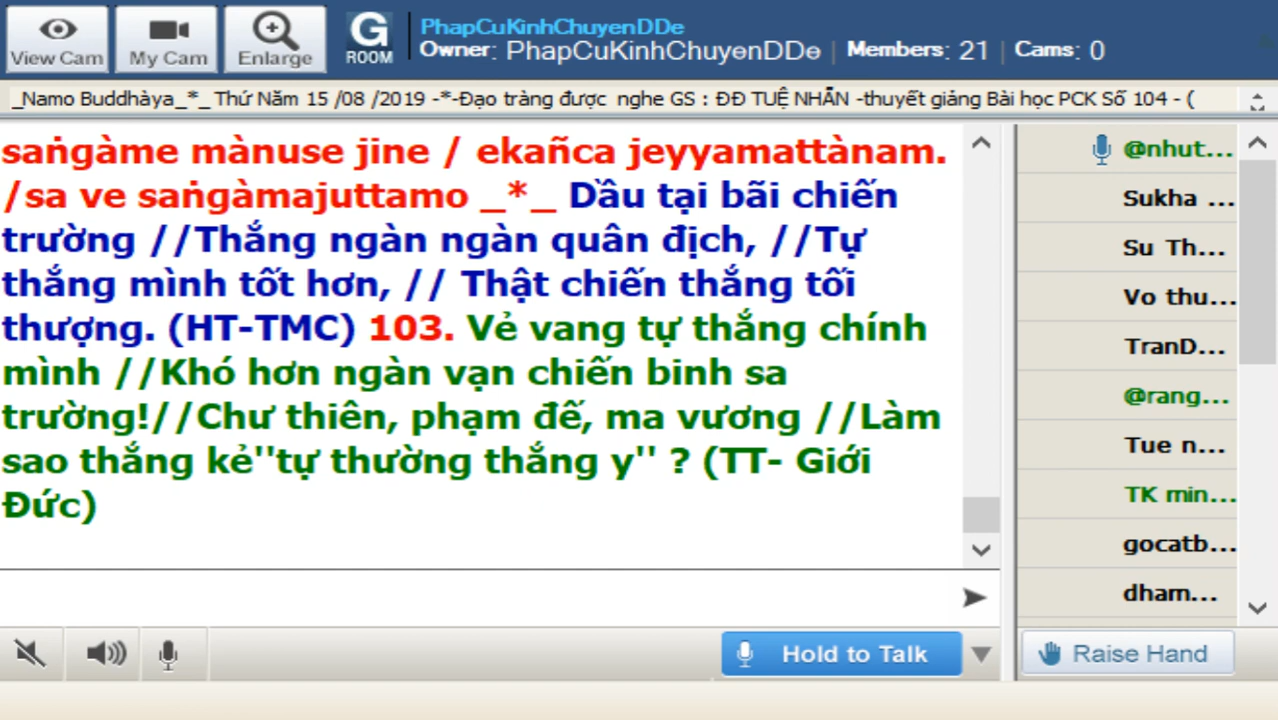 View Cam
My Cam
Enlarge
G ROOM
PhapCuKinhChuyenDDe
Owner: PhapCuKinhChuyenDDe | Members: 21 | Cams: 0
_Namo Buddhàya_*_ Thứ Năm 15 /08 /2019 -*-Đạo tràng được nghe GS : ĐĐ TUỆ NHẪN -thuyết giảng Bài học PCK Số 104 - (
saṅgàme mànuse jine / ekañca jeyyamattànam.
/sa ve saṅgàmajuttamo _*_ Dầu tại bãi chiến
trường //Thắng ngàn ngàn quân địch, //Tự
thắng mình tốt hơn, // Thật chiến thắng tối
thượng. (HT-TMC) 103. Vẻ vang tự thắng chính
mình //Khó hơn ngàn vạn chiến binh sa
trường!//Chư thiên, phạm đế, ma vương //Làm
sao thắng kẻ''tự thường thắng y'' ? (TT- Giới
Đức)
@nhut...
Sukha ...
Su Th...
Vo thu...
TranD...
@rang...
Tue n...
TK min...
gocatb...
dham...
Hold to Talk
Raise Hand